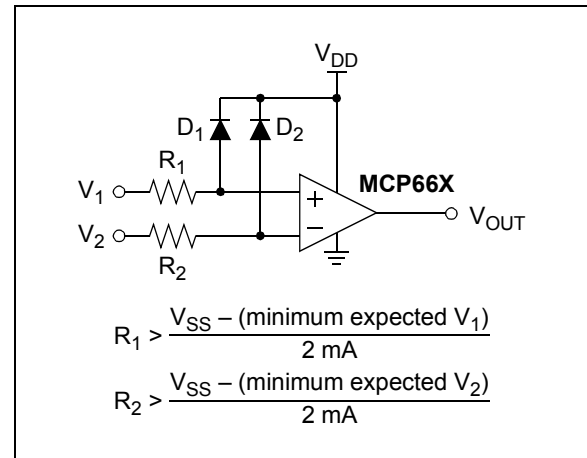 V_DD
D_1 D_2
R_1
MCP66X
V_1
+
V_OUT
V_2
–
R_2
R_1 > V_SS – (minimum expected V_1) / 2 mA
R_2 > V_SS – (minimum expected V_2) / 2 mA